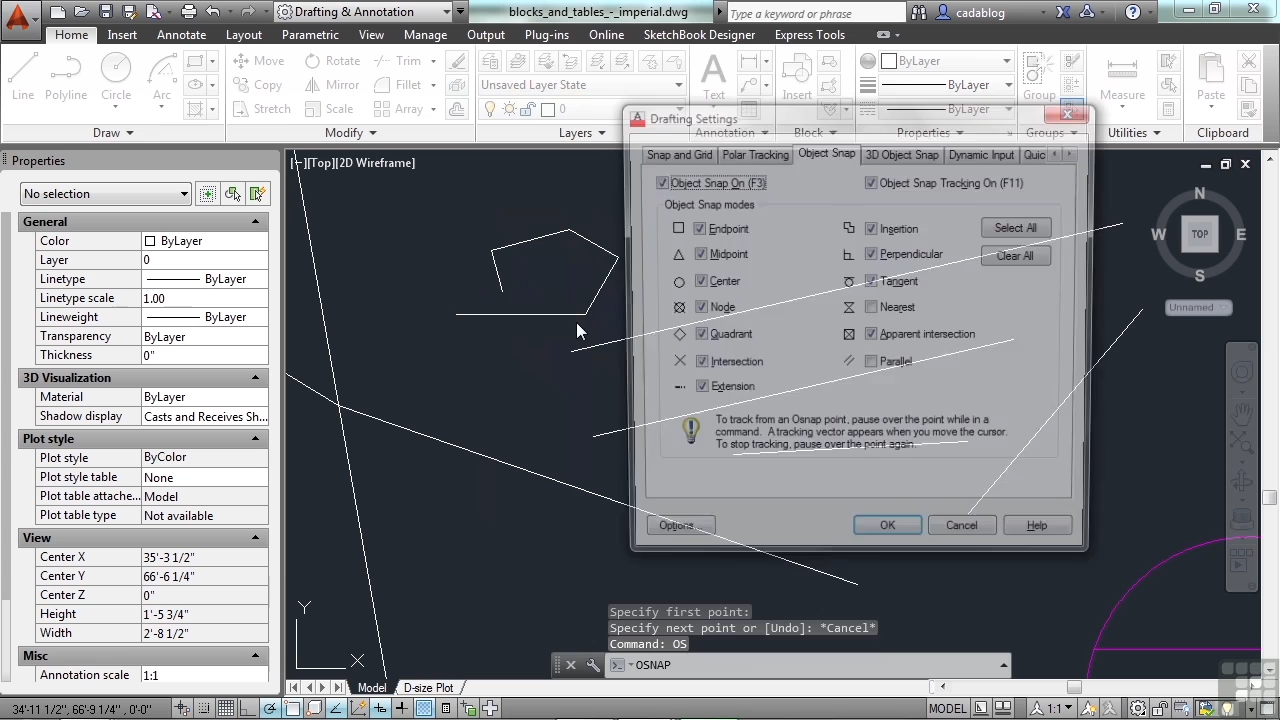 Drafting & Annotation
blocks_and_tables_-_imperial.dwg
Type a keyword or phrase
cadablog
Home Insert Annotate Layout Parametric View Manage Output Plug-ins Online SketchBook Designer Express Tools
Line Polyline Circle Arc
Move Rotate Trim
Copy Mirror Fillet
Stretch Scale Array
Unsaved Layer State
0
Text Insert
ByLayer
ByLayer
ByLayer
Group Measure Paste
Draw Modify Layers Annotation Block Properties Groups Utilities Clipboard
Properties
No selection
General
Color ByLayer
Layer 0
Linetype ByLayer
Linetype scale 1.00
Lineweight ByLayer
Transparency ByLayer
Thickness 0"
3D Visualization
Material ByLayer
Shadow display Casts and Receives Sh...
Plot style
Plot style ByColor
Plot style table None
Plot table attache... Model
Plot table type Not available
View
Center X 35'-3 1/2"
Center Y 66'-6 1/4"
Center Z 0"
Height 1'-5 3/4"
Width 2'-8 1/2"
Misc
Annotation scale 1:1
[−][Top][2D Wireframe]
Drafting Settings
Snap and Grid Polar Tracking Object Snap 3D Object Snap Dynamic Input Quic
Object Snap On (F3) Object Snap Tracking On (F11)
Object Snap modes
Endpoint Insertion Select All
Midpoint Perpendicular Clear All
Center Tangent
Node Nearest
Quadrant Apparent intersection
Intersection Parallel
Extension
To track from an Osnap point, pause over the point while in a
command. A tracking vector appears when you move the cursor.
To stop tracking, pause over the point again.
Options... OK Cancel Help
N
W TOP E
S
Unnamed
Y
X
Specify first point:
Specify next point or [Undo]: *Cancel*
Command: OS
OSNAP
Model D-size Plot
34'-11 1/2", 66'-9 1/4", 0'-0" MODEL 1:1